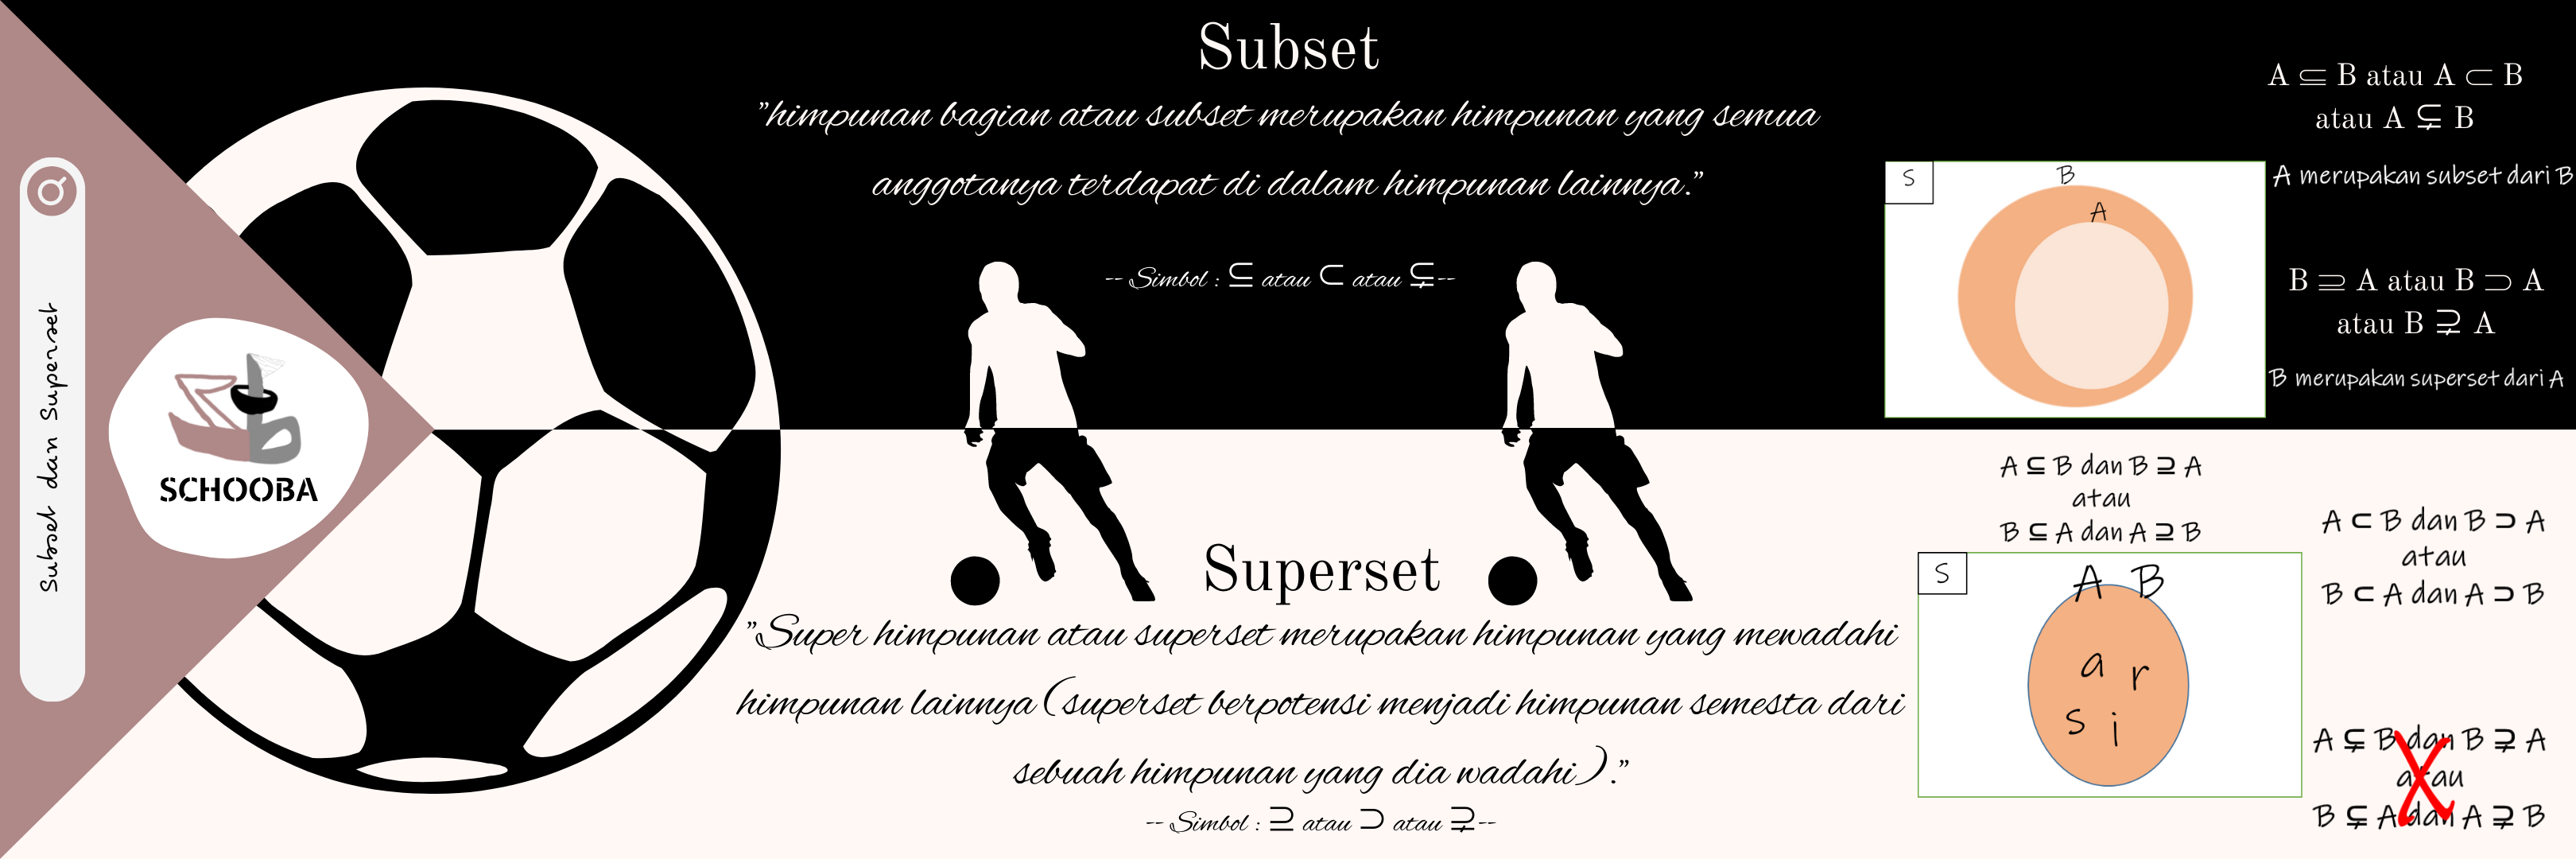 Subset dan Superset
SCHOOBA
Subset
"himpunan bagian atau subset merupakan himpunan yang semua
anggotanya terdapat di dalam himpunan lainnya."
-- Simbol : ⊆ atau ⊂ atau ⊊--
S
B
A
A ⊆ B atau A ⊂ B
atau A ⊊ B
A merupakan subset dari B
B ⊇ A atau B ⊃ A
atau B ⊋ A
B merupakan superset dari A
Superset
"Super himpunan atau superset merupakan himpunan yang mewadahi
himpunan lainnya (superset berpotensi menjadi himpunan semesta dari
sebuah himpunan yang dia wadahi)."
-- Simbol : ⊇ atau ⊃ atau ⊋--
A ⊆ B dan B ⊇ A
atau
B ⊆ A dan A ⊇ B
S
A B
a r
s i
A ⊂ B dan B ⊃ A
atau
B ⊂ A dan A ⊃ B
A ⊊ B dan B ⊋ A
atau
B ⊊ A dan A ⊋ B